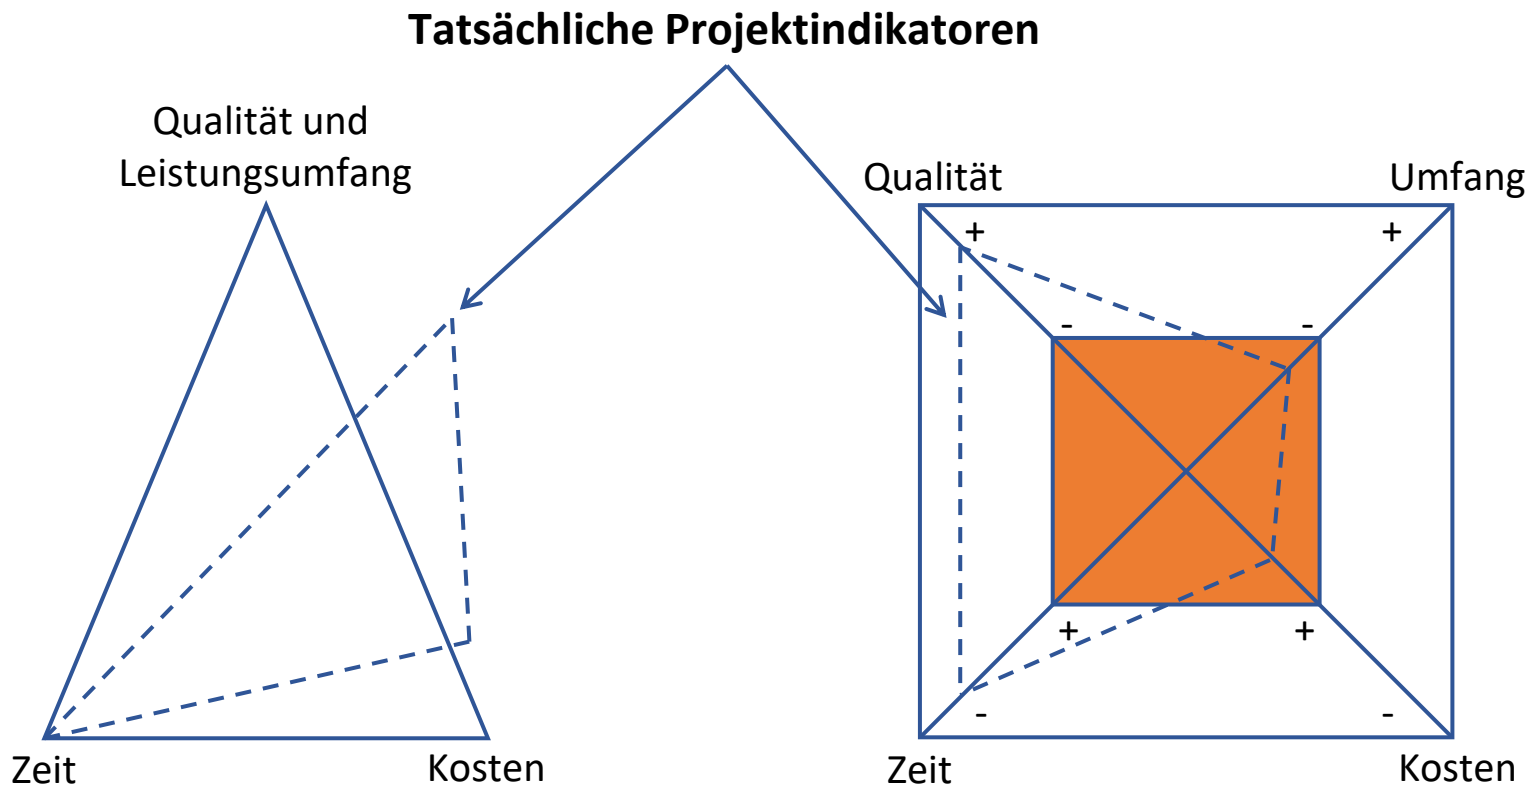 Tatsächliche Projektindikatoren
Qualität und
Leistungsumfang
Zeit
Kosten
Qualität
Umfang
+
+
-
-
+
+
-
-
Zeit
Kosten